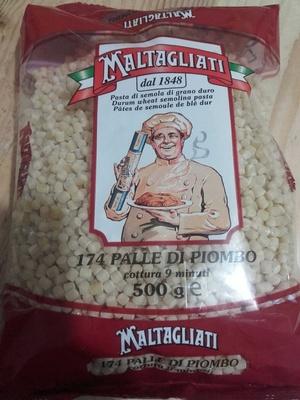 MALTAGLIATI
dal 1848
Pasta di semola di grano duro
Durum wheat semolina pasta
Pâtes de semoule de blé dur
174 PALLE DI PIOMBO
cottura 9 minuti
500 g e
MALTAGLIATI
174 PALLE DI PIOMBO